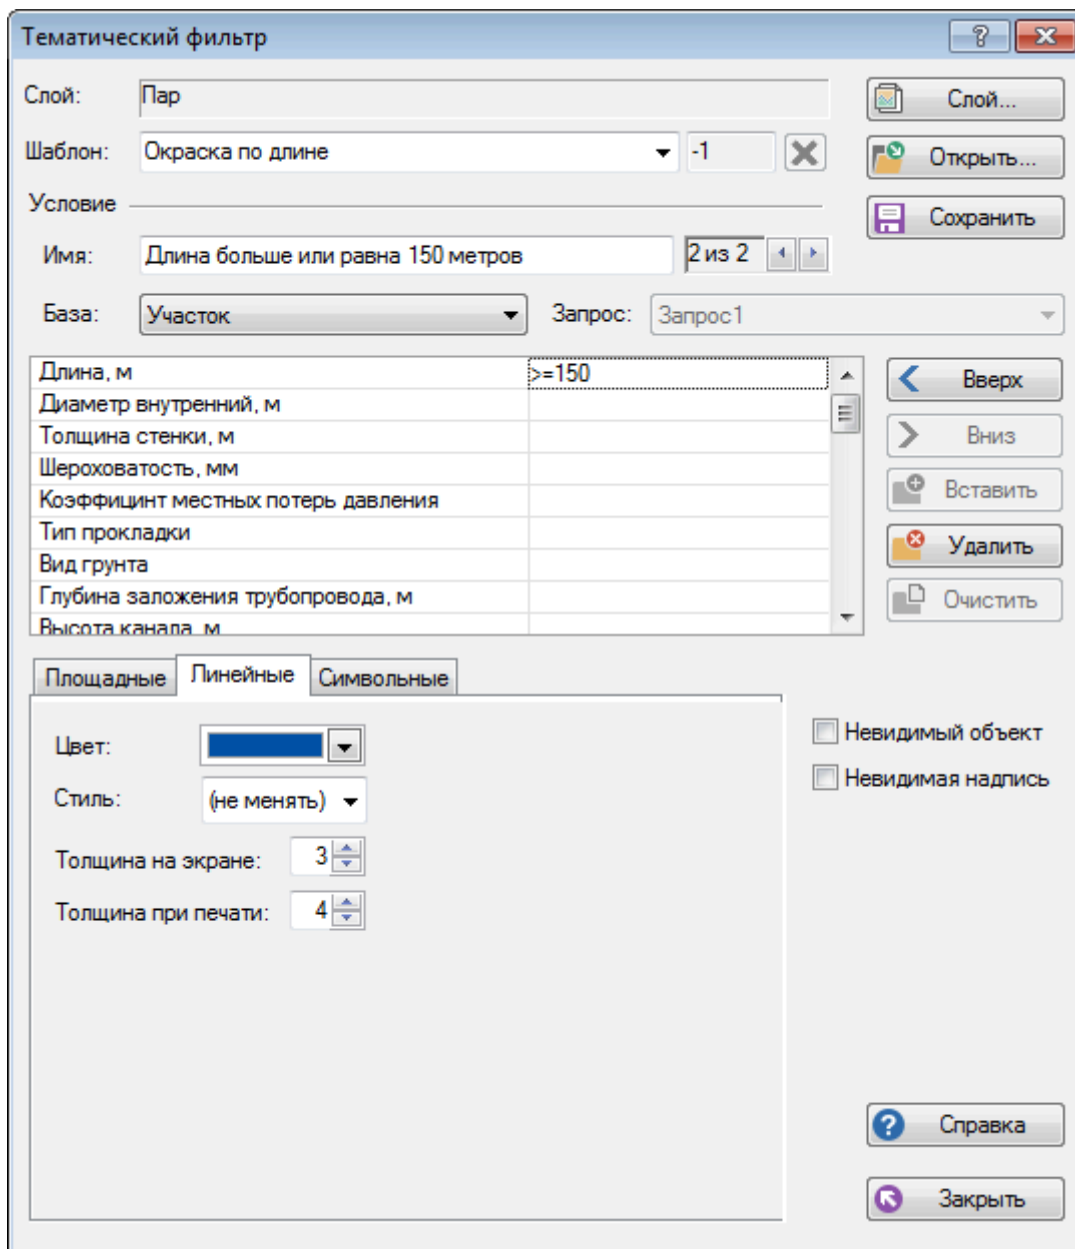 Тематический фильтр
Слой: Пар Слой...
Шаблон: Окраска по длине -1 Открыть...
Условие Сохранить
Имя: Длина больше или равна 150 метров 2 из 2
База: Участок Запрос: Запрос1
Длина, м >=150 Вверх
Диаметр внутренний, м
Толщина стенки, м Вниз
Шероховатость, мм
Коэффицинт местных потерь давления Вставить
Тип прокладки
Вид грунта Удалить
Глубина заложения трубопровода, м Очистить
Высота канала, м
Площадные Линейные Символьные
Цвет: Невидимый объект
Стиль: (не менять) Невидимая надпись
Толщина на экране: 3
Толщина при печати: 4
Справка
Закрыть